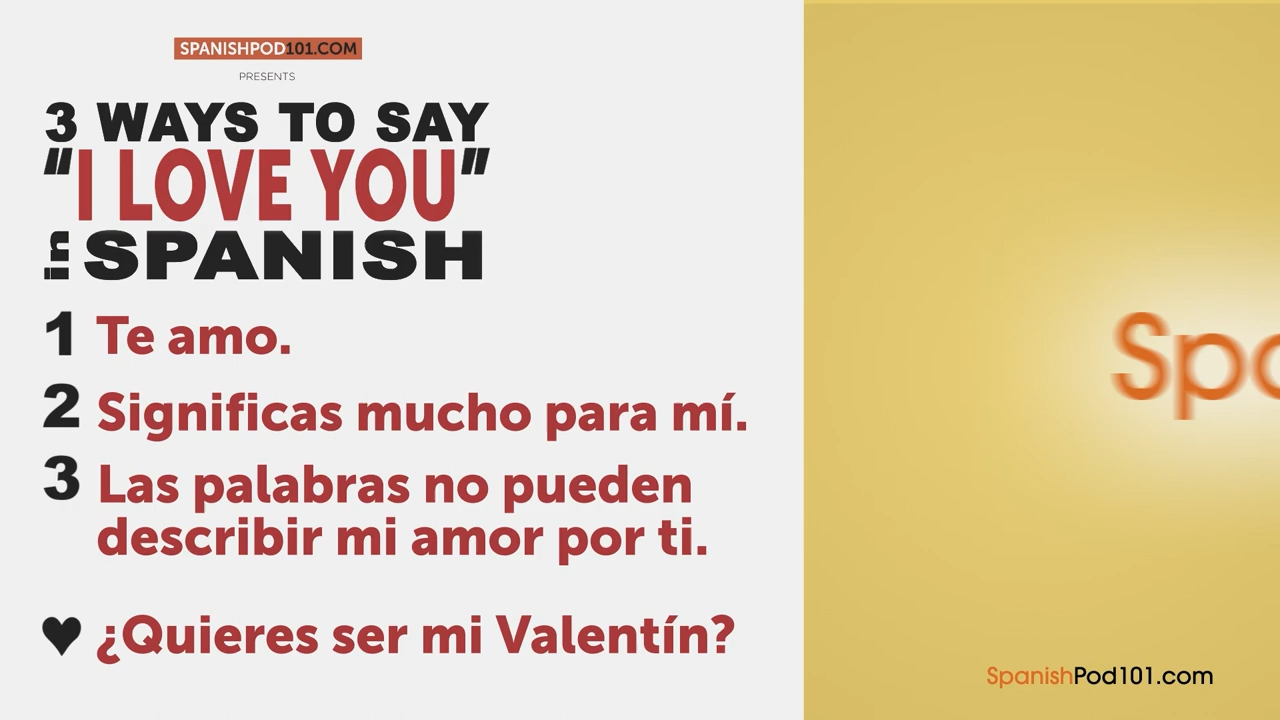 SPANISHPOD101.COM
PRESENTS
3 WAYS TO SAY
"I LOVE YOU"
in SPANISH
1 Te amo.
2 Significas mucho para mí.
3 Las palabras no pueden
describir mi amor por ti.
♥ ¿Quieres ser mi Valentín?
Spa
SpanishPod101.com